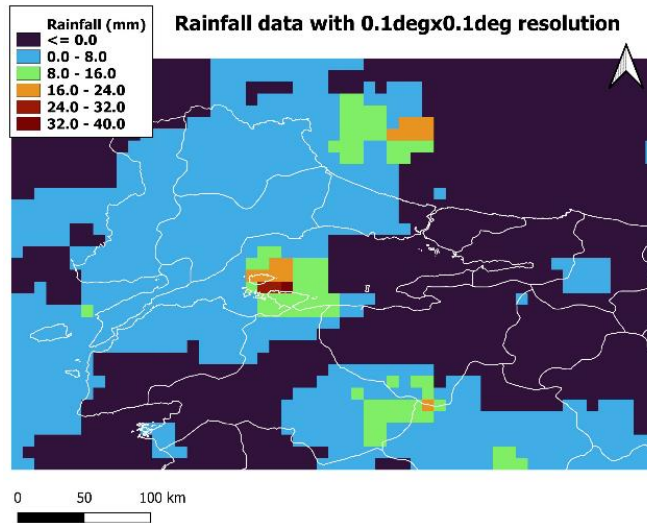 Rainfall data with 0.1degx0.1deg resolution
Rainfall (mm)
<= 0.0
0.0 - 8.0
8.0 - 16.0
16.0 - 24.0
24.0 - 32.0
32.0 - 40.0
0 50 100 km